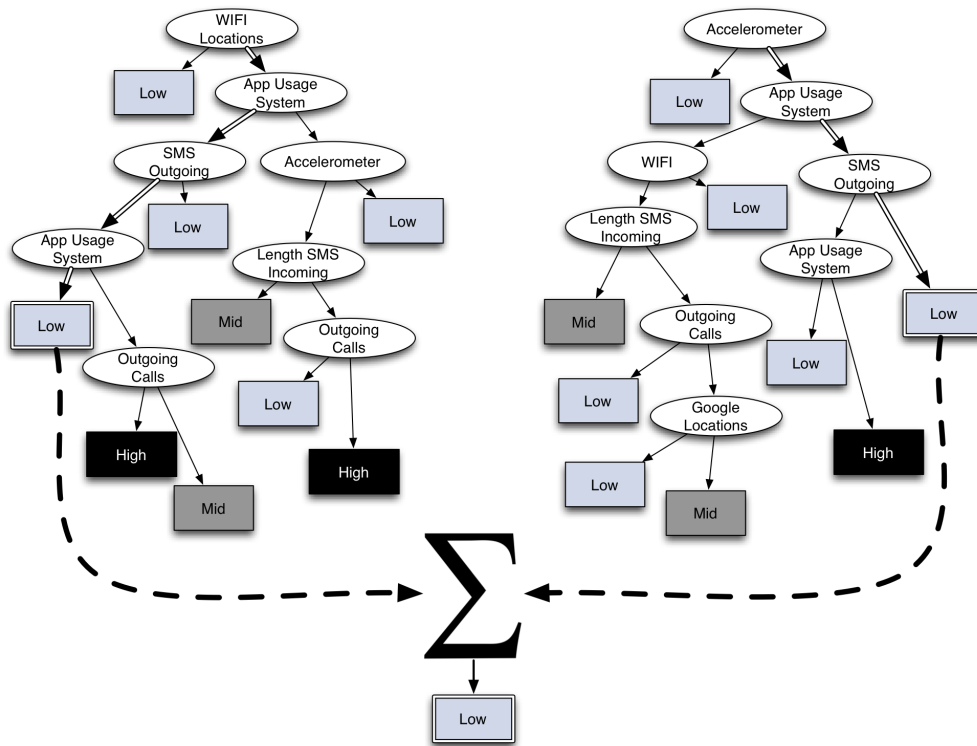 WIFI
Locations
Low
App Usage
System
SMS
Outgoing
Accelerometer
Low
Low
App Usage
System
Length SMS
Incoming
Low
Mid
Outgoing
Calls
Outgoing
Calls
Low
High
High
Mid
Accelerometer
Low
App Usage
System
WIFI
SMS
Outgoing
Low
Length SMS
Incoming
App Usage
System
Mid
Outgoing
Calls
Low
Low
Low
Google
Locations
High
Low
Mid
Σ
Low